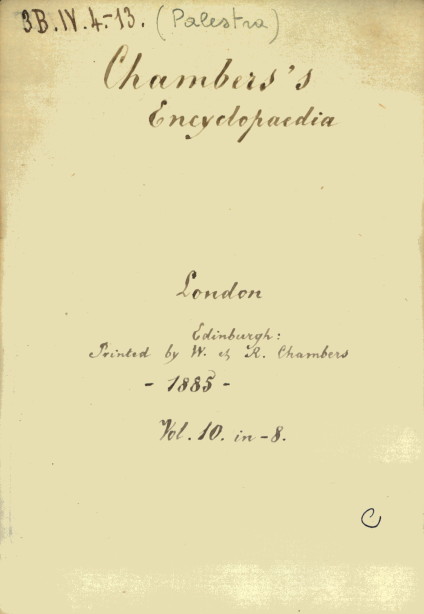 3B.IV.4-13. (Palestra)
Chambers's
Encyclopaedia
London
Edinburgh:
Printed by W. & R. Chambers
- 1885 -
Vol. 10. in-8.
C